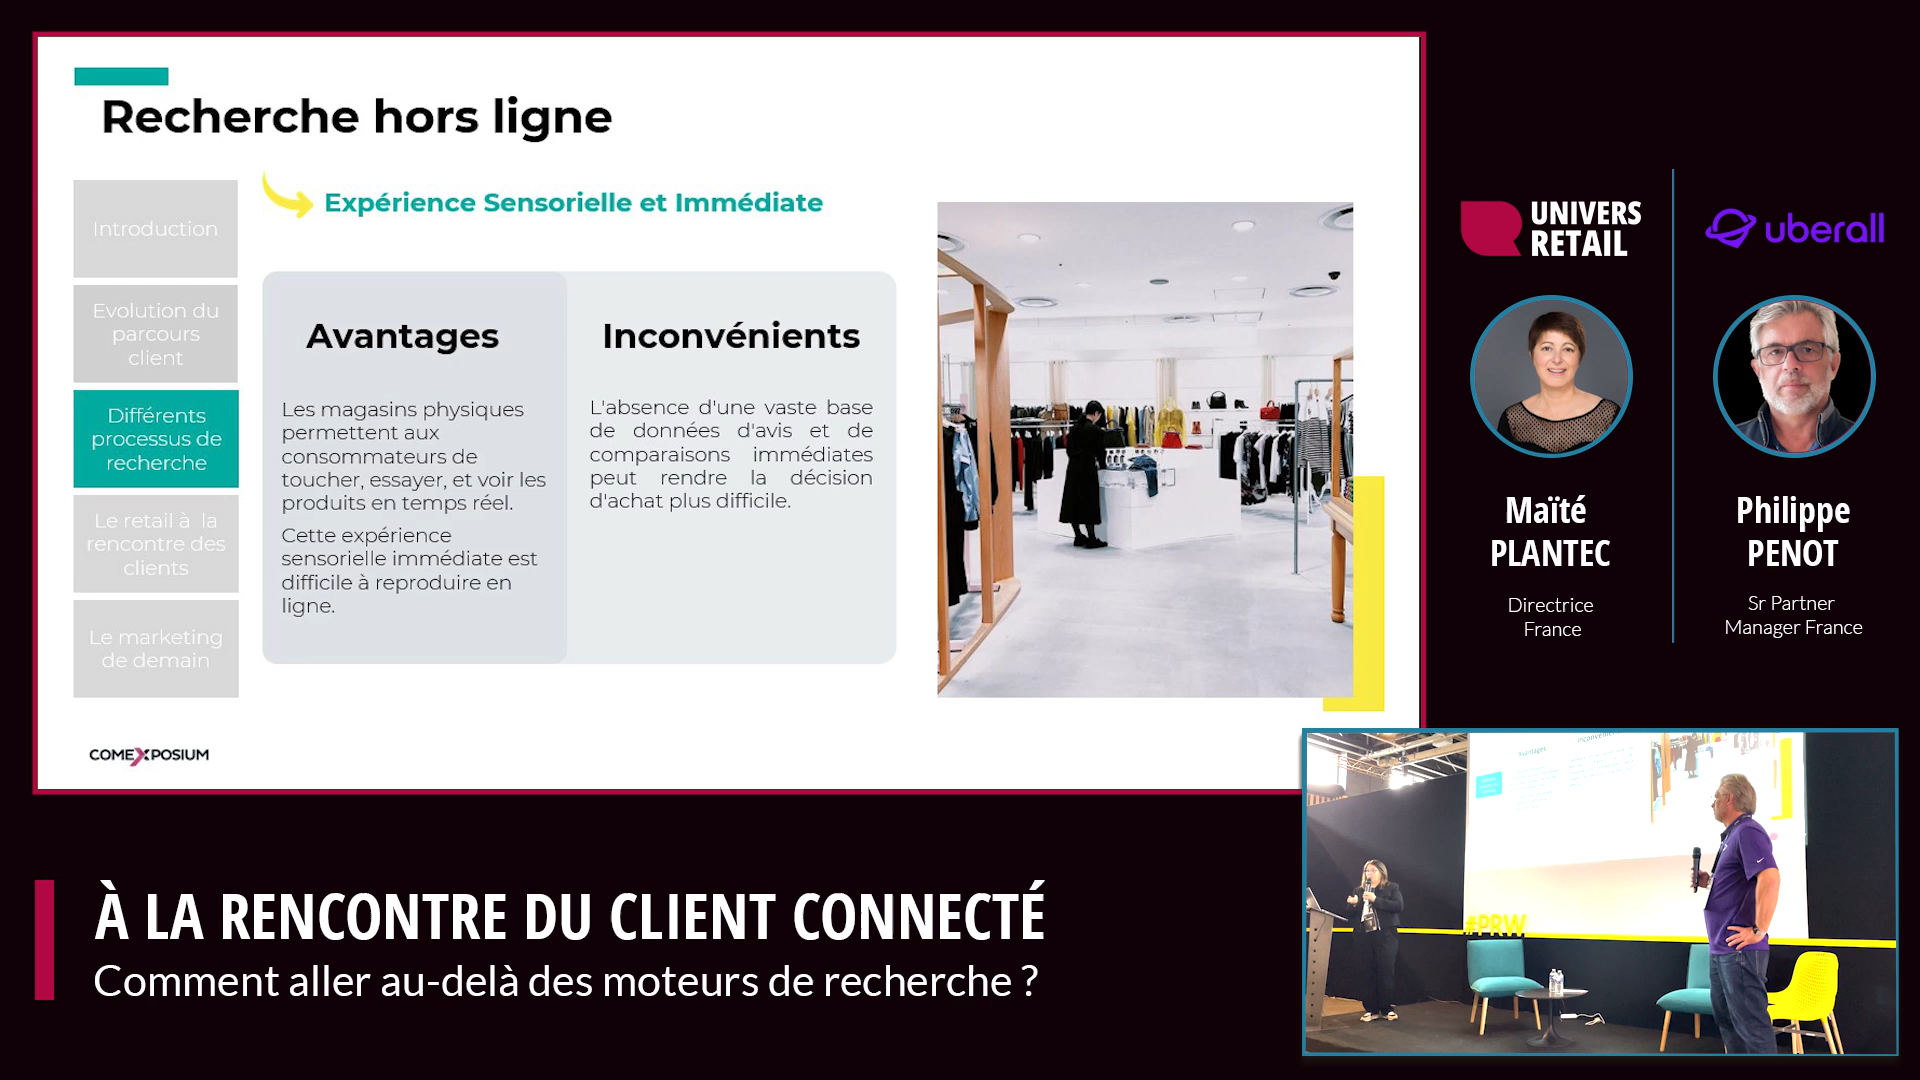 Recherche hors ligne
Expérience Sensorielle et Immédiate
Introduction
Evolution du
parcours
client
Différents
processus de
recherche
Le retail à la
rencontre des
clients
Le marketing
de demain
Avantages
Les magasins physiques
permettent aux
consommateurs de
toucher, essayer, et voir les
produits en temps réel.
Cette expérience
sensorielle immédiate est
difficile à reproduire en
ligne.
Inconvénients
L'absence d'une vaste base
de données d'avis et de
comparaisons immédiates
peut rendre la décision
d'achat plus difficile.
COMEXPOSIUM
UNIVERS
RETAIL
Maïté
PLANTEC
Directrice
France
uberall
Philippe
PENOT
Sr Partner
Manager France
Avantages
#PRW
À LA RENCONTRE DU CLIENT CONNECTÉ
Comment aller au-delà des moteurs de recherche ?